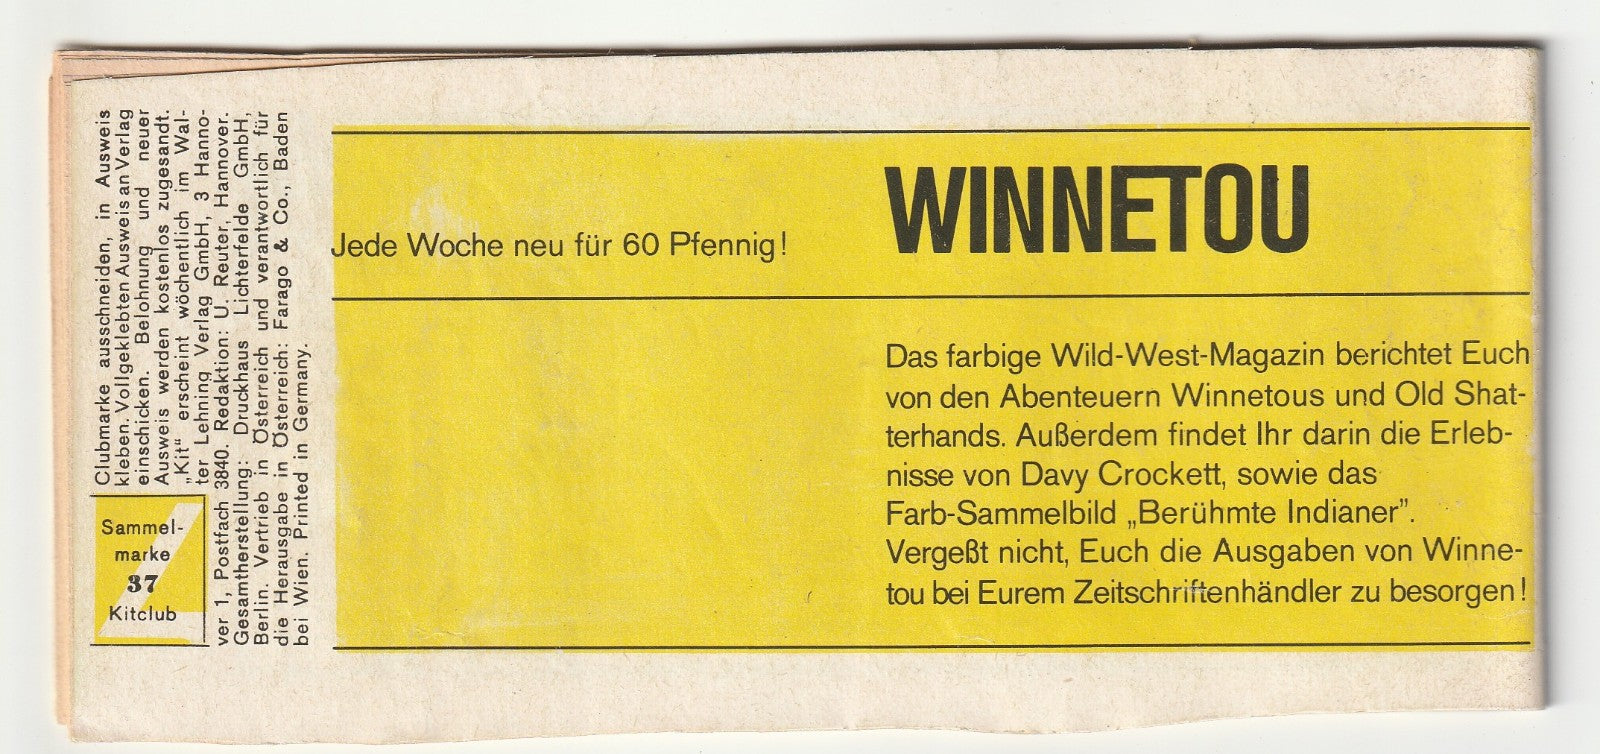 Clubmarke ausschneiden, in Ausweis
kleben. Vollgeklebten Ausweis an Verlag
einschicken. Belohnung und neuer
Ausweis werden kostenlos zugesandt.
„Kit“ erscheint wöchentlich im Wal-
ter Lehning Verlag GmbH, 3 Hanno-
ver 1, Postfach 3840. Redaktion: U. Reuter, Hannover.
Gesamtherstellung: Druckhaus Lichterfelde GmbH,
Berlin. Vertrieb in Österreich und verantwortlich für
die Herausgabe in Österreich: Farago & Co., Baden
bei Wien. Printed in Germany.
Sammel-
marke
37
Kitclub
Jede Woche neu für 60 Pfennig!
WINNETOU
Das farbige Wild-West-Magazin berichtet Euch
von den Abenteuern Winnetous und Old Shat-
terhands. Außerdem findet Ihr darin die Erleb-
nisse von Davy Crockett, sowie das
Farb-Sammelbild „Berühmte Indianer”.
Vergeßt nicht, Euch die Ausgaben von Winne-
tou bei Eurem Zeitschriftenhändler zu besorgen!